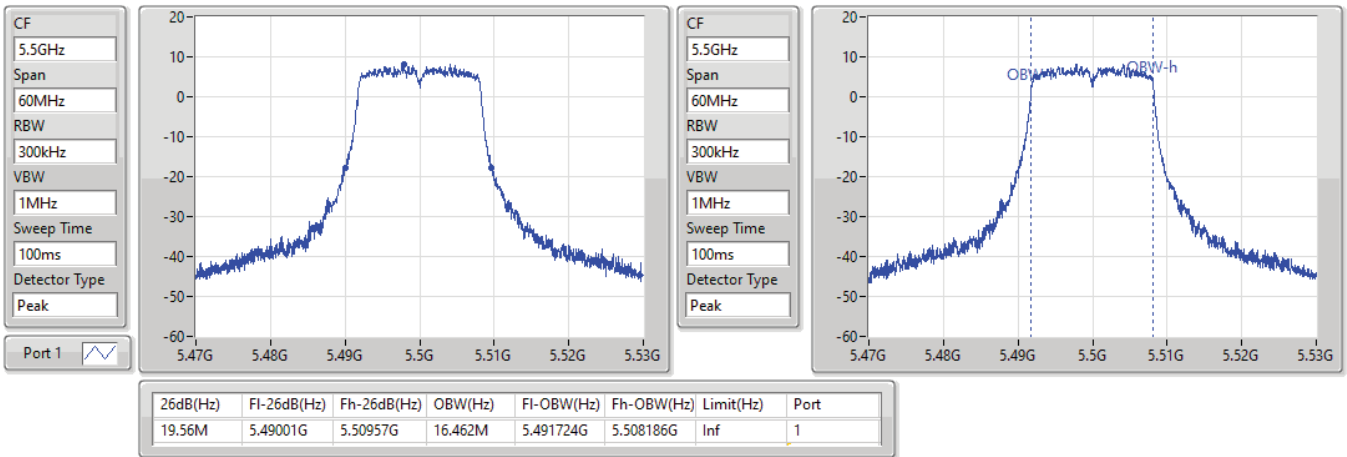 CF
5.5GHz
Span
60MHz
RBW
300kHz
VBW
1MHz
Sweep Time
100ms
Detector Type
Peak
Port 1
20
10
0
-10
-20
-30
-40
-50
-60
5.47G 5.48G 5.49G 5.5G 5.51G 5.52G 5.53G
CF
5.5GHz
Span
60MHz
RBW
300kHz
VBW
1MHz
Sweep Time
100ms
Detector Type
Peak
20
10
0
-10
-20
-30
-40
-50
-60
OBW OBW-h
5.47G 5.48G 5.49G 5.5G 5.51G 5.52G 5.53G
26dB(Hz) Fl-26dB(Hz) Fh-26dB(Hz) OBW(Hz) Fl-OBW(Hz) Fh-OBW(Hz) Limit(Hz) Port
19.56M 5.49001G 5.50957G 16.462M 5.491724G 5.508186G Inf 1